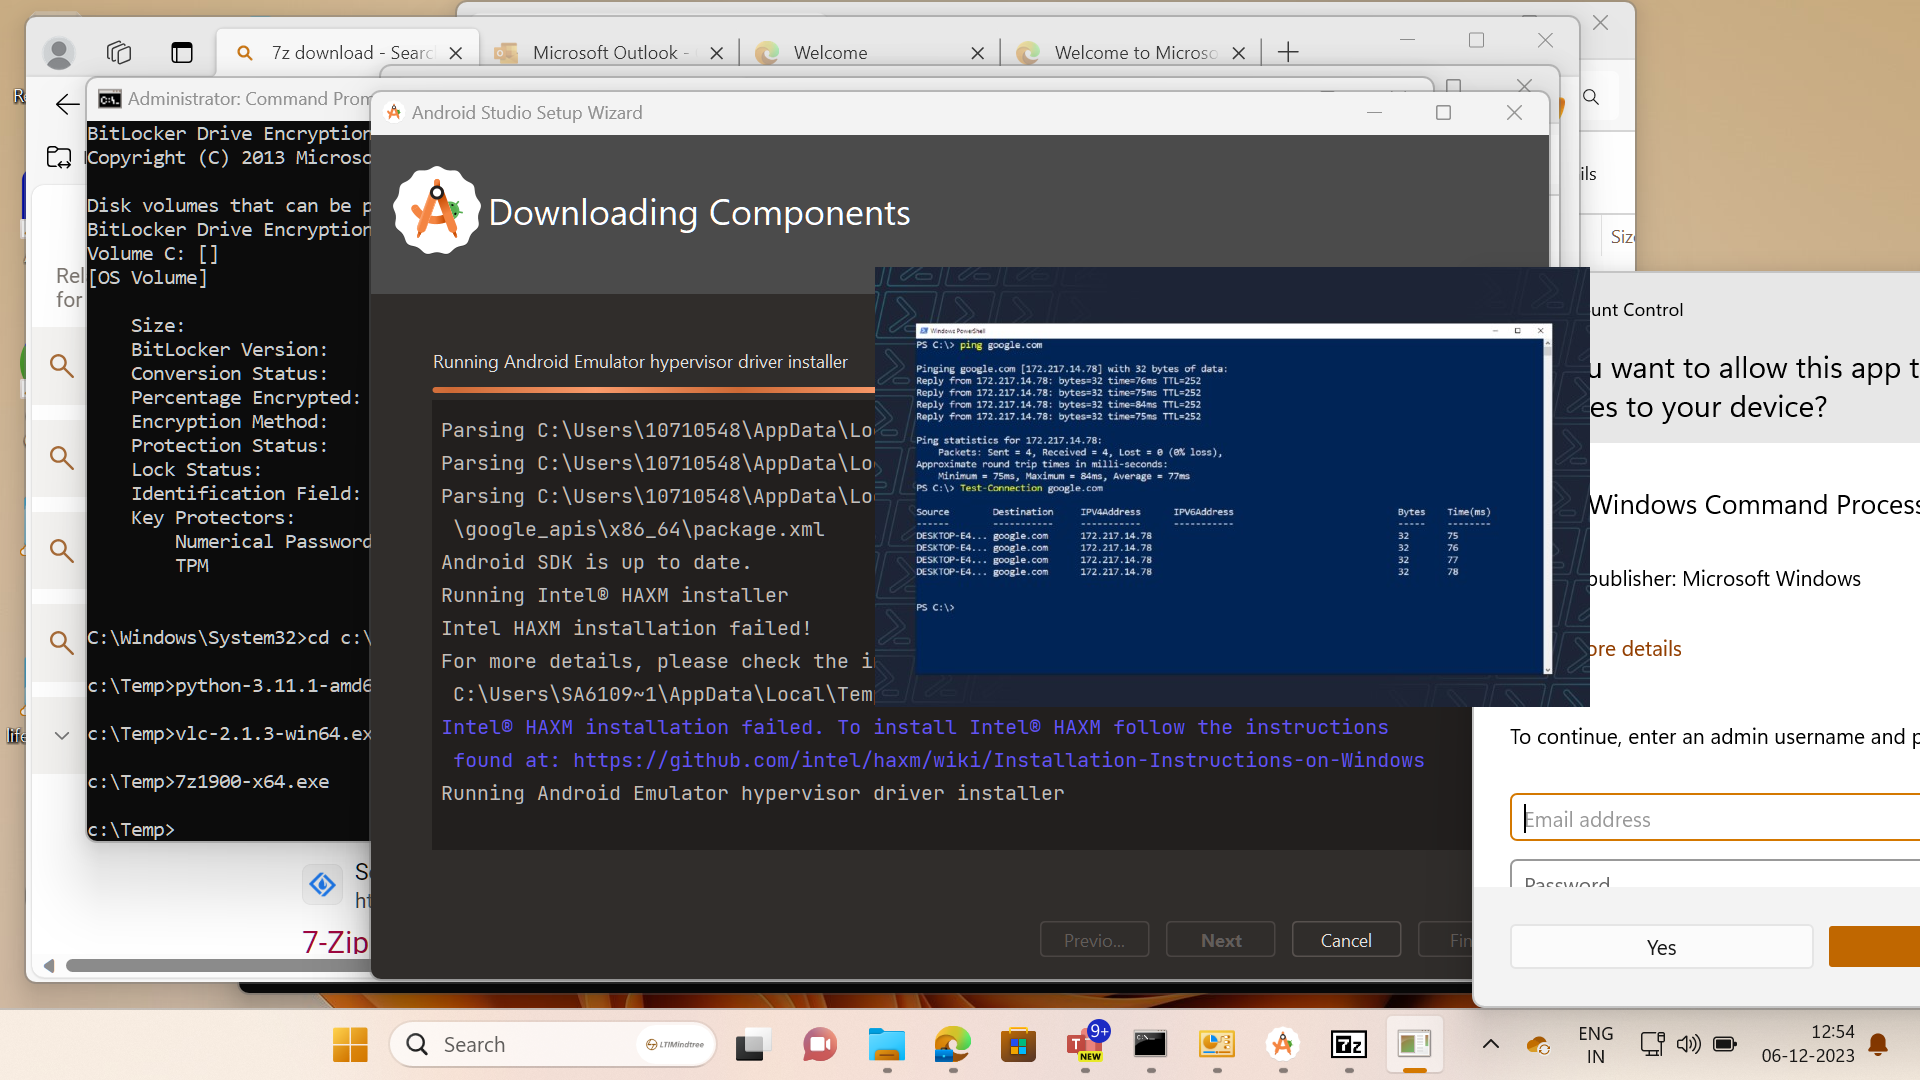 7z download - Searc
Microsoft Outlook -
Welcome
Welcome to Microso
Administrator: Command Prom
BitLocker Drive Encryption
Copyright (C) 2013 Microso
Disk volumes that can be p
BitLocker Drive Encryption
Volume C: []
[OS Volume]
Size:
BitLocker Version:
Conversion Status:
Percentage Encrypted:
Encryption Method:
Protection Status:
Lock Status:
Identification Field:
Key Protectors:
Numerical Password
TPM
C:\Windows\System32>cd c:\
c:\Temp>python-3.11.1-amd6
c:\Temp>vlc-2.1.3-win64.ex
c:\Temp>7z1900-x64.exe
c:\Temp>
Rel
for
7-Zip
Android Studio Setup Wizard
Downloading Components
Running Android Emulator hypervisor driver installer
Parsing C:\Users\10710548\AppData\Lo
Parsing C:\Users\10710548\AppData\Lo
Parsing C:\Users\10710548\AppData\Lo
\google_apis\x86_64\package.xml
Android SDK is up to date.
Running Intel® HAXM installer
Intel HAXM installation failed!
For more details, please check the i
C:\Users\SA6109~1\AppData\Local\Tem
Intel® HAXM installation failed. To install Intel® HAXM follow the instructions
found at: https://github.com/intel/haxm/wiki/Installation-Instructions-on-Windows
Running Android Emulator hypervisor driver installer
Previo...
Next
Cancel
Fin
Windows PowerShell
PS C:\> ping google.com
Pinging google.com [172.217.14.78] with 32 bytes of data:
Reply from 172.217.14.78: bytes=32 time=76ms TTL=252
Reply from 172.217.14.78: bytes=32 time=75ms TTL=252
Reply from 172.217.14.78: bytes=32 time=84ms TTL=252
Reply from 172.217.14.78: bytes=32 time=75ms TTL=252
Ping statistics for 172.217.14.78:
Packets: Sent = 4, Received = 4, Lost = 0 (0% loss),
Approximate round trip times in milli-seconds:
Minimum = 75ms, Maximum = 84ms, Average = 77ms
PS C:\> Test-Connection google.com
Source Destination IPV4Address IPV6Address Bytes Time(ms)
------ ----------- ----------- ----------- ----- --------
DESKTOP-E4... google.com 172.217.14.78 32 75
DESKTOP-E4... google.com 172.217.14.78 32 76
DESKTOP-E4... google.com 172.217.14.78 32 77
DESKTOP-E4... google.com 172.217.14.78 32 78
PS C:\>
ils
Siz
unt Control
u want to allow this app t
es to your device?
Windows Command Process
publisher: Microsoft Windows
ore details
To continue, enter an admin username and p
Email address
Password
Yes
Search
LTIMindtree
9+
NEW
7z
ENG
IN
12:54
06-12-2023